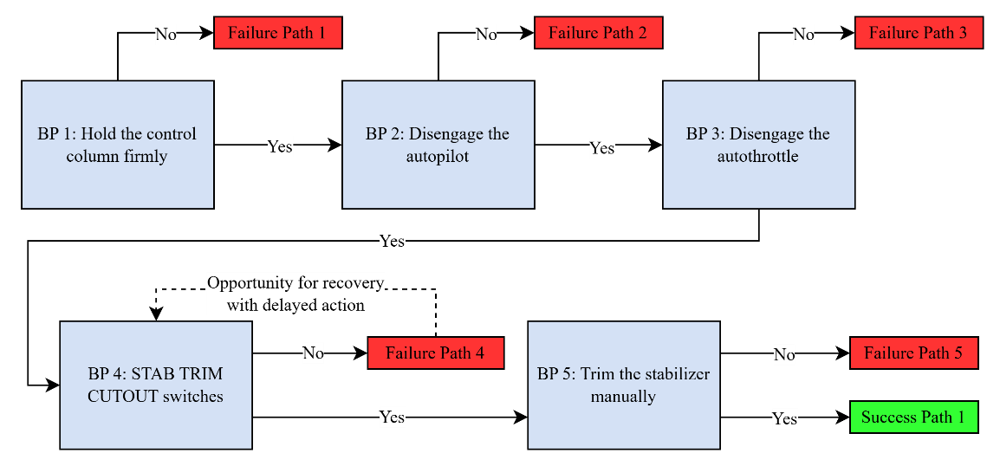 No
Failure Path 1
No
Failure Path 2
No
Failure Path 3
BP 1: Hold the control
column firmly
Yes
BP 2: Disengage the
autopilot
Yes
BP 3: Disengage the
autothrottle
Yes
Opportunity for recovery
with delayed action
BP 4: STAB TRIM
CUTOUT switches
No
Failure Path 4
Yes
BP 5: Trim the stabilizer
manually
No
Failure Path 5
Yes
Success Path 1